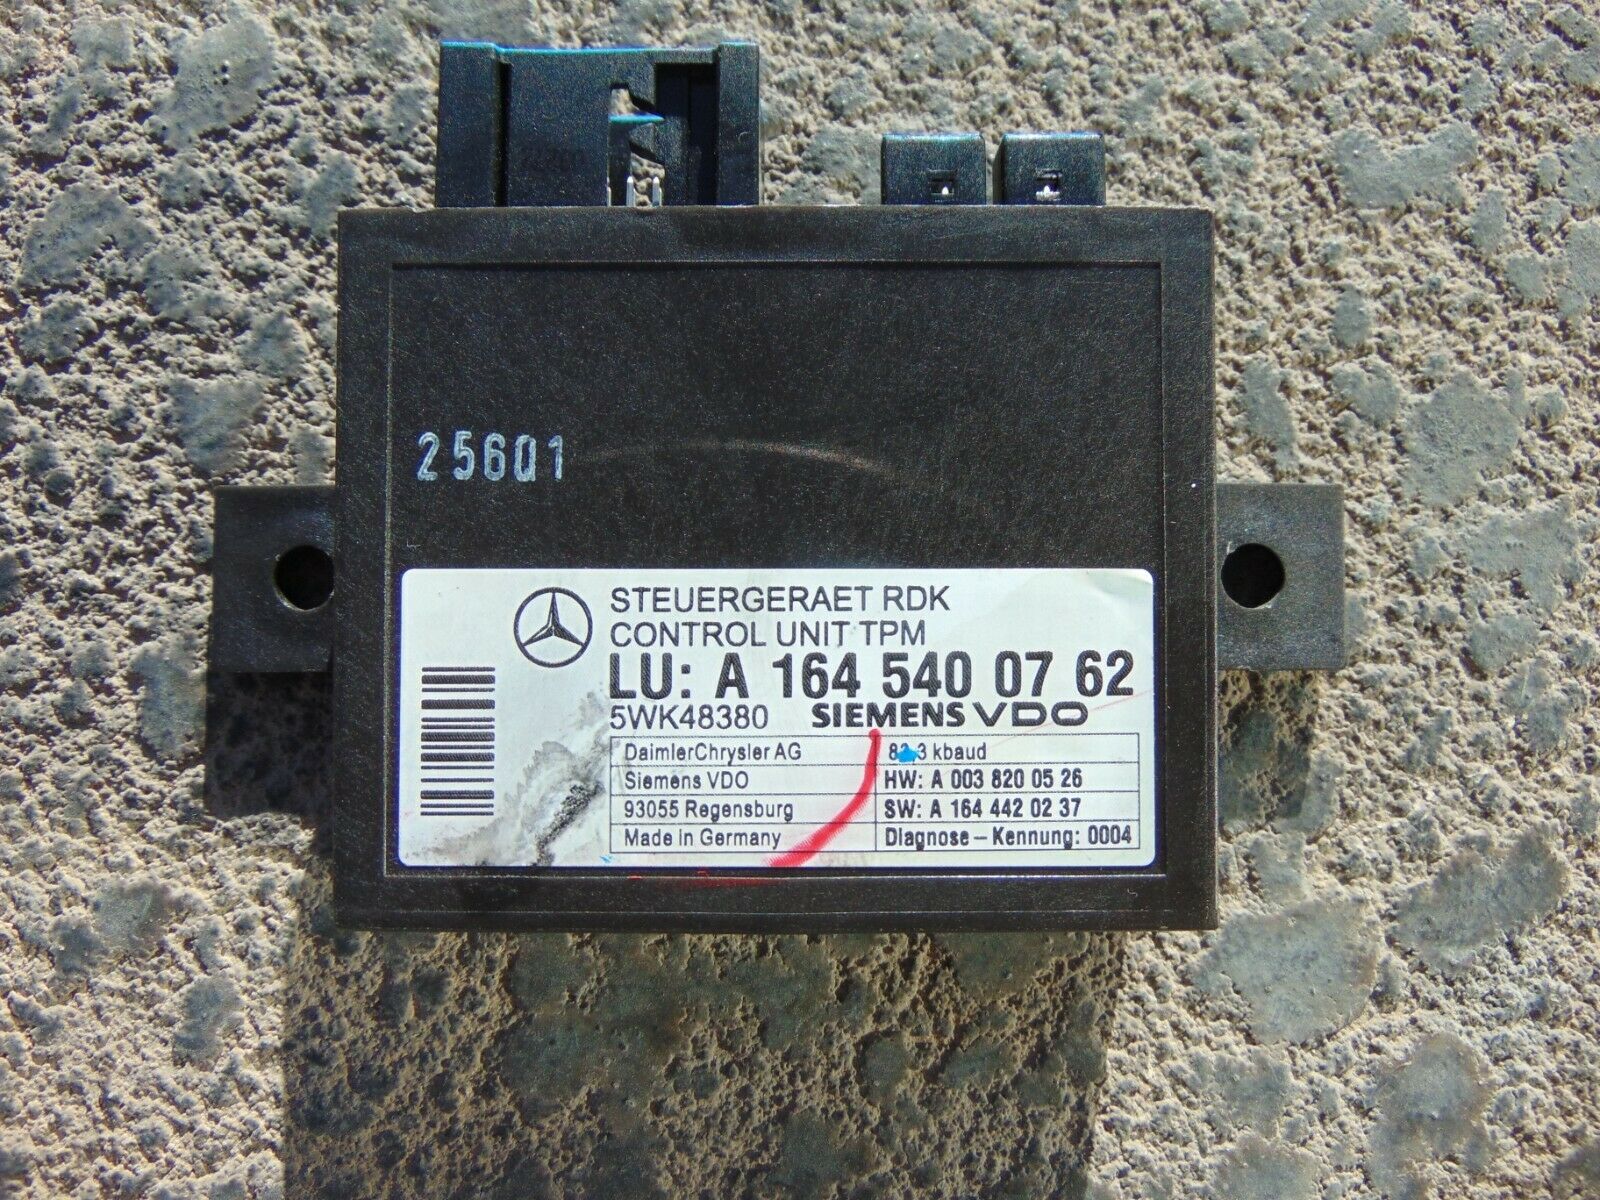 25601
STEUERGERAET RDK
CONTROL UNIT TPM
LU: A 164 540 07 62
5WK48380 SIEMENS VDO
DaimlerChrysler AG
Siemens VDO
93055 Regensburg
Made in Germany
kbaud
HW: A 003 820 05 26
SW: A 164 442 02 37
Diagnose – Kennung: 0004